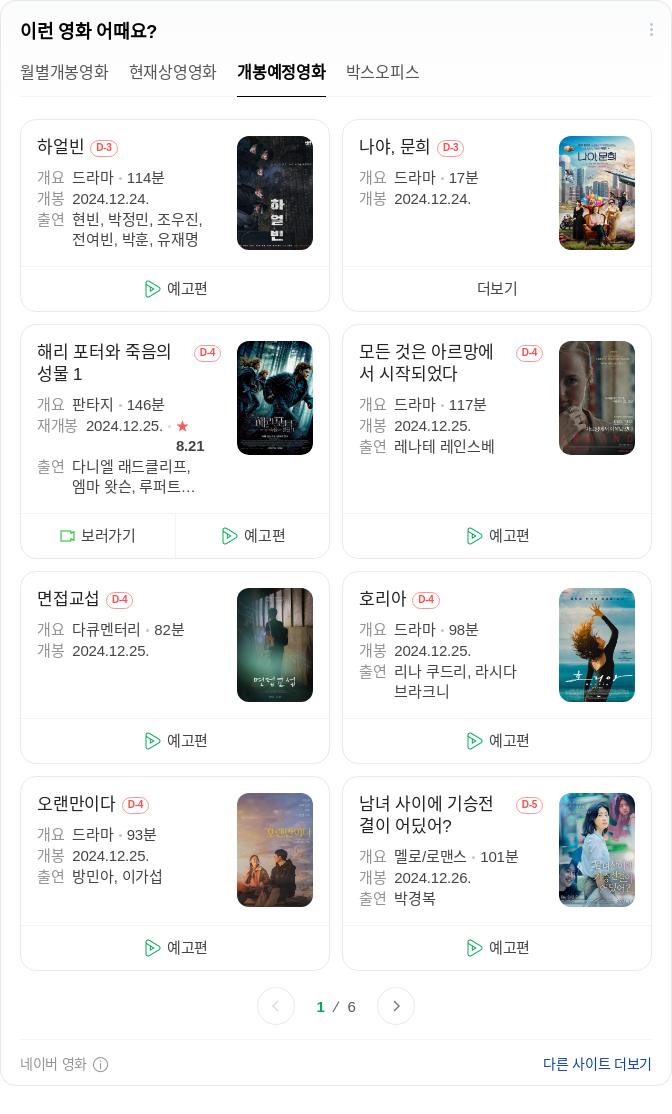 이런 영화 어때요?
월별개봉영화 현재상영영화 개봉예정영화 박스오피스
하얼빈 D-3
개요 드라마 114분
개봉 2024.12.24.
출연 현빈, 박정민, 조우진,
전여빈, 박훈, 유재명
하얼빈
예고편
나야, 문희 D-3
개요 드라마 17분
개봉 2024.12.24.
나야, 문희
더보기
해리 포터와 죽음의 D-4
성물 1
개요 판타지 146분
재개봉 2024.12.25. ★
8.21
출연 다니엘 래드클리프,
엠마 왓슨, 루퍼트…
해리포터
보러가기 예고편
모든 것은 아르망에 D-4
서 시작되었다
개요 드라마 117분
개봉 2024.12.25.
출연 레나테 레인스베
예고편
면접교섭 D-4
개요 다큐멘터리 82분
개봉 2024.12.25.
면접교섭
예고편
호리아 D-4
개요 드라마 98분
개봉 2024.12.25.
출연 리나 쿠드리, 라시다
브라크니
호리아
예고편
오랜만이다 D-4
개요 드라마 93분
개봉 2024.12.25.
출연 방민아, 이가섭
오랜만이다
예고편
남녀 사이에 기승전 D-5
결이 어딨어?
개요 멜로/로맨스 101분
개봉 2024.12.26.
출연 박경복
남녀 사이에
기승전결이
어딨어?
예고편
1 / 6
네이버 영화
다른 사이트 더보기